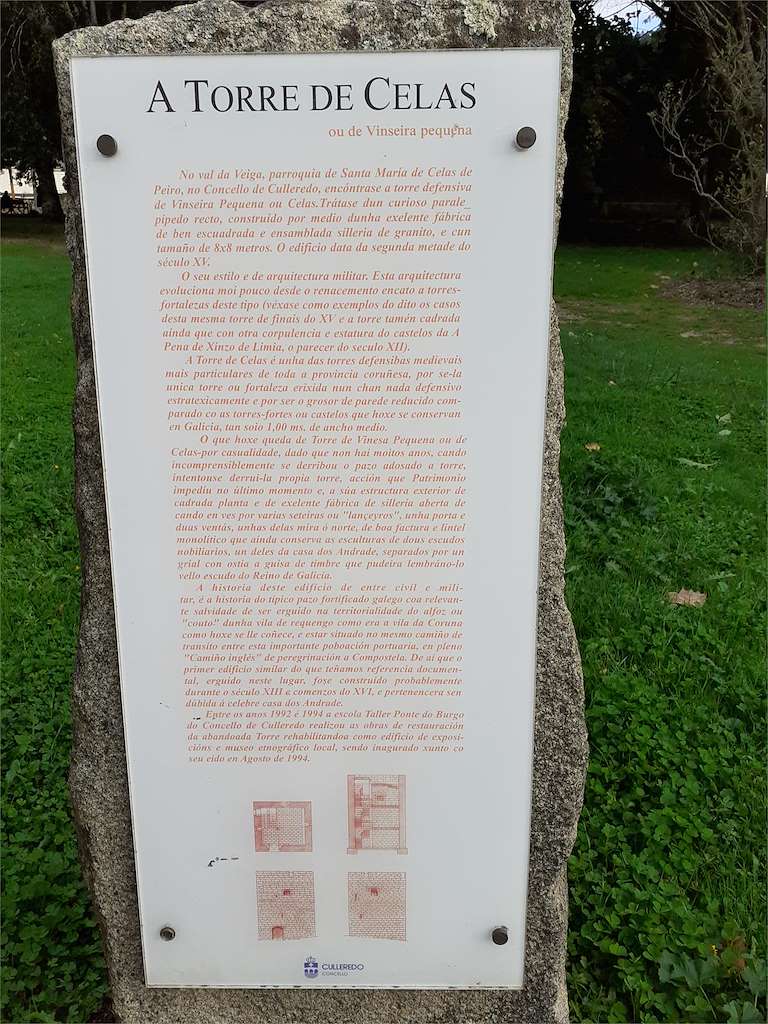 A TORRE DE CELAS
ou de Vinseira pequena
No val da Veiga, parroquia de Santa María de Celas de
Peiro, no Concello de Culleredo, encóntrase a torre defensiva
de Vinseira Pequena ou Celas.Trátase dun curioso parale_
pipedo recto, construído por medio dunha exelente fábrica
de ben escuadrada e ensamblada silleria de granito, e cun
tamaño de 8x8 metros. O edificio data da segunda metade do
século XV.
O seu estilo e de arquitectura militar. Esta arquitectura
evoluciona moi pouco desde o renacemento encato a torres-
fortalezas deste tipo (véxase como exemplos do dito os casos
desta mesma torre de finais do XV e a torre tamén cadrada
ainda que con otra corpulencia e estatura do castelos da A
Pena de Xinzo de Limia, o parecer do seculo XII).
A Torre de Celas é unha das torres defensibas medievais
mais particulares de toda a provincia coruñesa, por se-la
unica torre ou fortaleza erixida nun chan nada defensivo
estratexicamente e por ser o grosor de parede reducido com-
parado co as torres-fortes ou castelos que hoxe se conservan
en Galicia, tan soio 1,00 ms. de ancho medio.
O que hoxe queda de Torre de Vinesa Pequena ou de
Celas-por casualidade, dado que non hai moitos anos, cando
incomprensiblemente se derribou o pazo adosado a torre,
intentouse derrui-la propia torre, acción que Patrimonio
impediu no último momento e, a súa estructura exterior de
cadrada planta e de exelente fábrica de silleria aberta de
cando en ves por varias seteiras ou "lançeyros", unha porta e
duas ventás, unhas delas mira ó norte, de boa factura e lintel
monolítico que ainda conserva as esculturas de dous escudos
nobiliarios, un deles da casa dos Andrade, separados por un
grial con ostia a guisa de timbre que pudeira lembráno-lo
vello escudo do Reino de Galicia.
A historia deste edificio de entre civil e mili-
tar, é a historia do típico pazo fortificado galego coa relevan-
te salvidade de ser erguido na territorialidade do alfoz ou
"couto" dunha vila de requengo como era a vila da Coruna
como hoxe se lle coñece, e estar situado no mesmo camiño de
transito entre esta importante poboación portuaria, en pleno
"Camiño inglés" de peregrinación a Compostela. De aí que o
primer edificio similar do que teñamos referencia documen-
tal, erguido neste lugar, fose construido probablemente
durante o século XIII a comenzos do XVI, e pertenencera sen
dúbida à celebre casa dos Andrade.
Entre os anos 1992 é 1994 a escola Taller Ponte do Burgo
do Concello de Culleredo realizou as obras de restauración
da abandoada Torre rehabilitandoa como edificio de exposi-
cións e museo etnográfico local, sendo inagurado xunto co
seu eido en Agosto de 1994.
CULLEREDO
CONCELLO